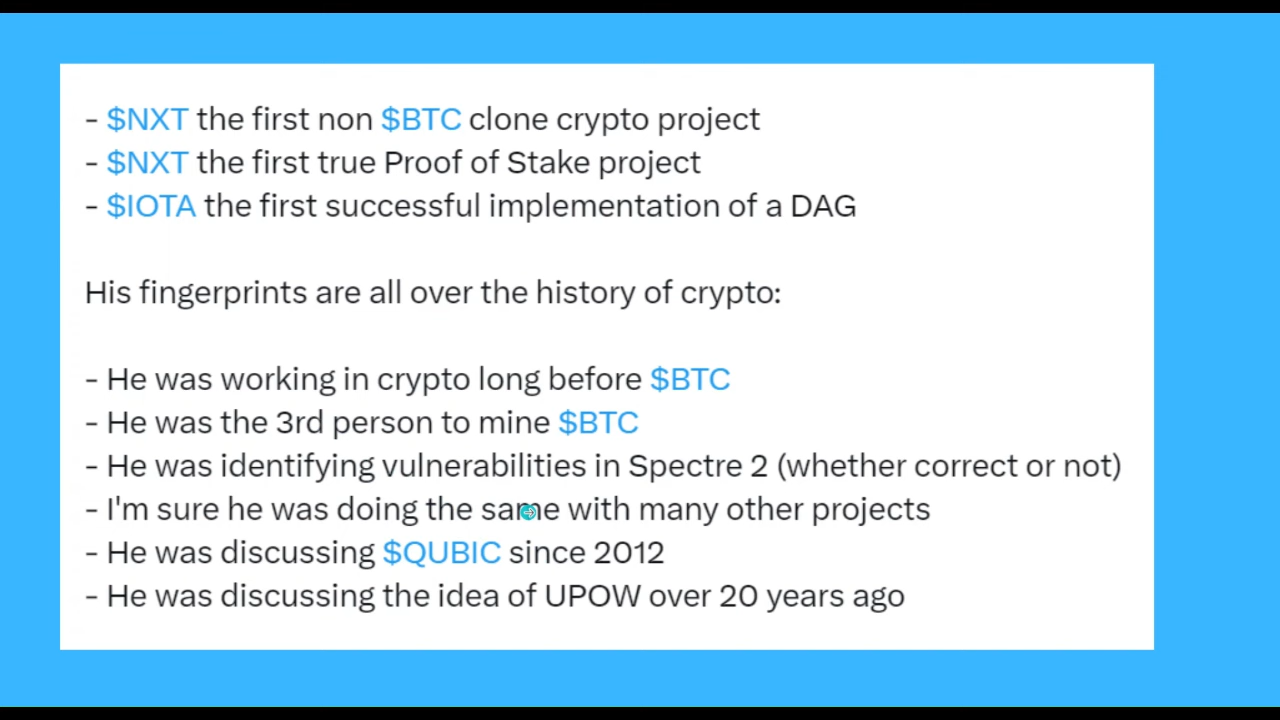 - $NXT the first non $BTC clone crypto project
- $NXT the first true Proof of Stake project
- $IOTA the first successful implementation of a DAG
His fingerprints are all over the history of crypto:
- He was working in crypto long before $BTC
- He was the 3rd person to mine $BTC
- He was identifying vulnerabilities in Spectre 2 (whether correct or not)
- I'm sure he was doing the same with many other projects
- He was discussing $QUBIC since 2012
- He was discussing the idea of UPOW over 20 years ago